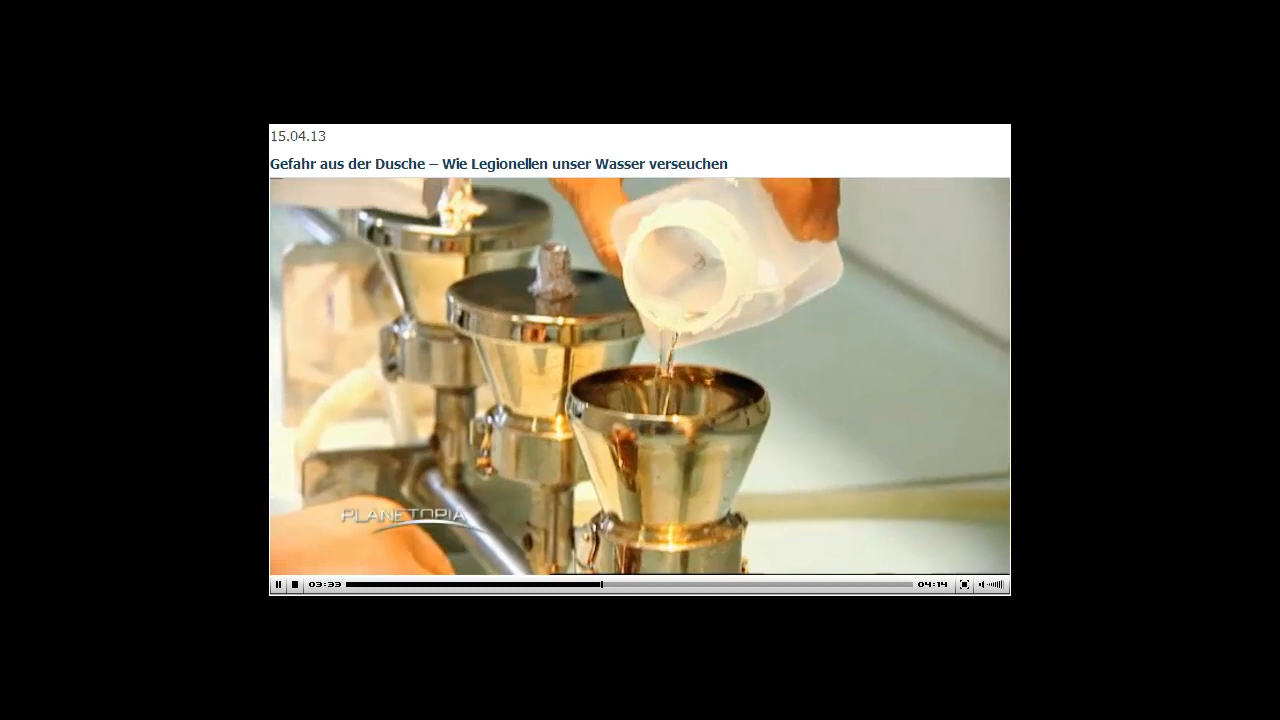 15.04.13
Gefahr aus der Dusche – Wie Legionellen unser Wasser verseuchen
PLANETOPIA
03:33 04:14